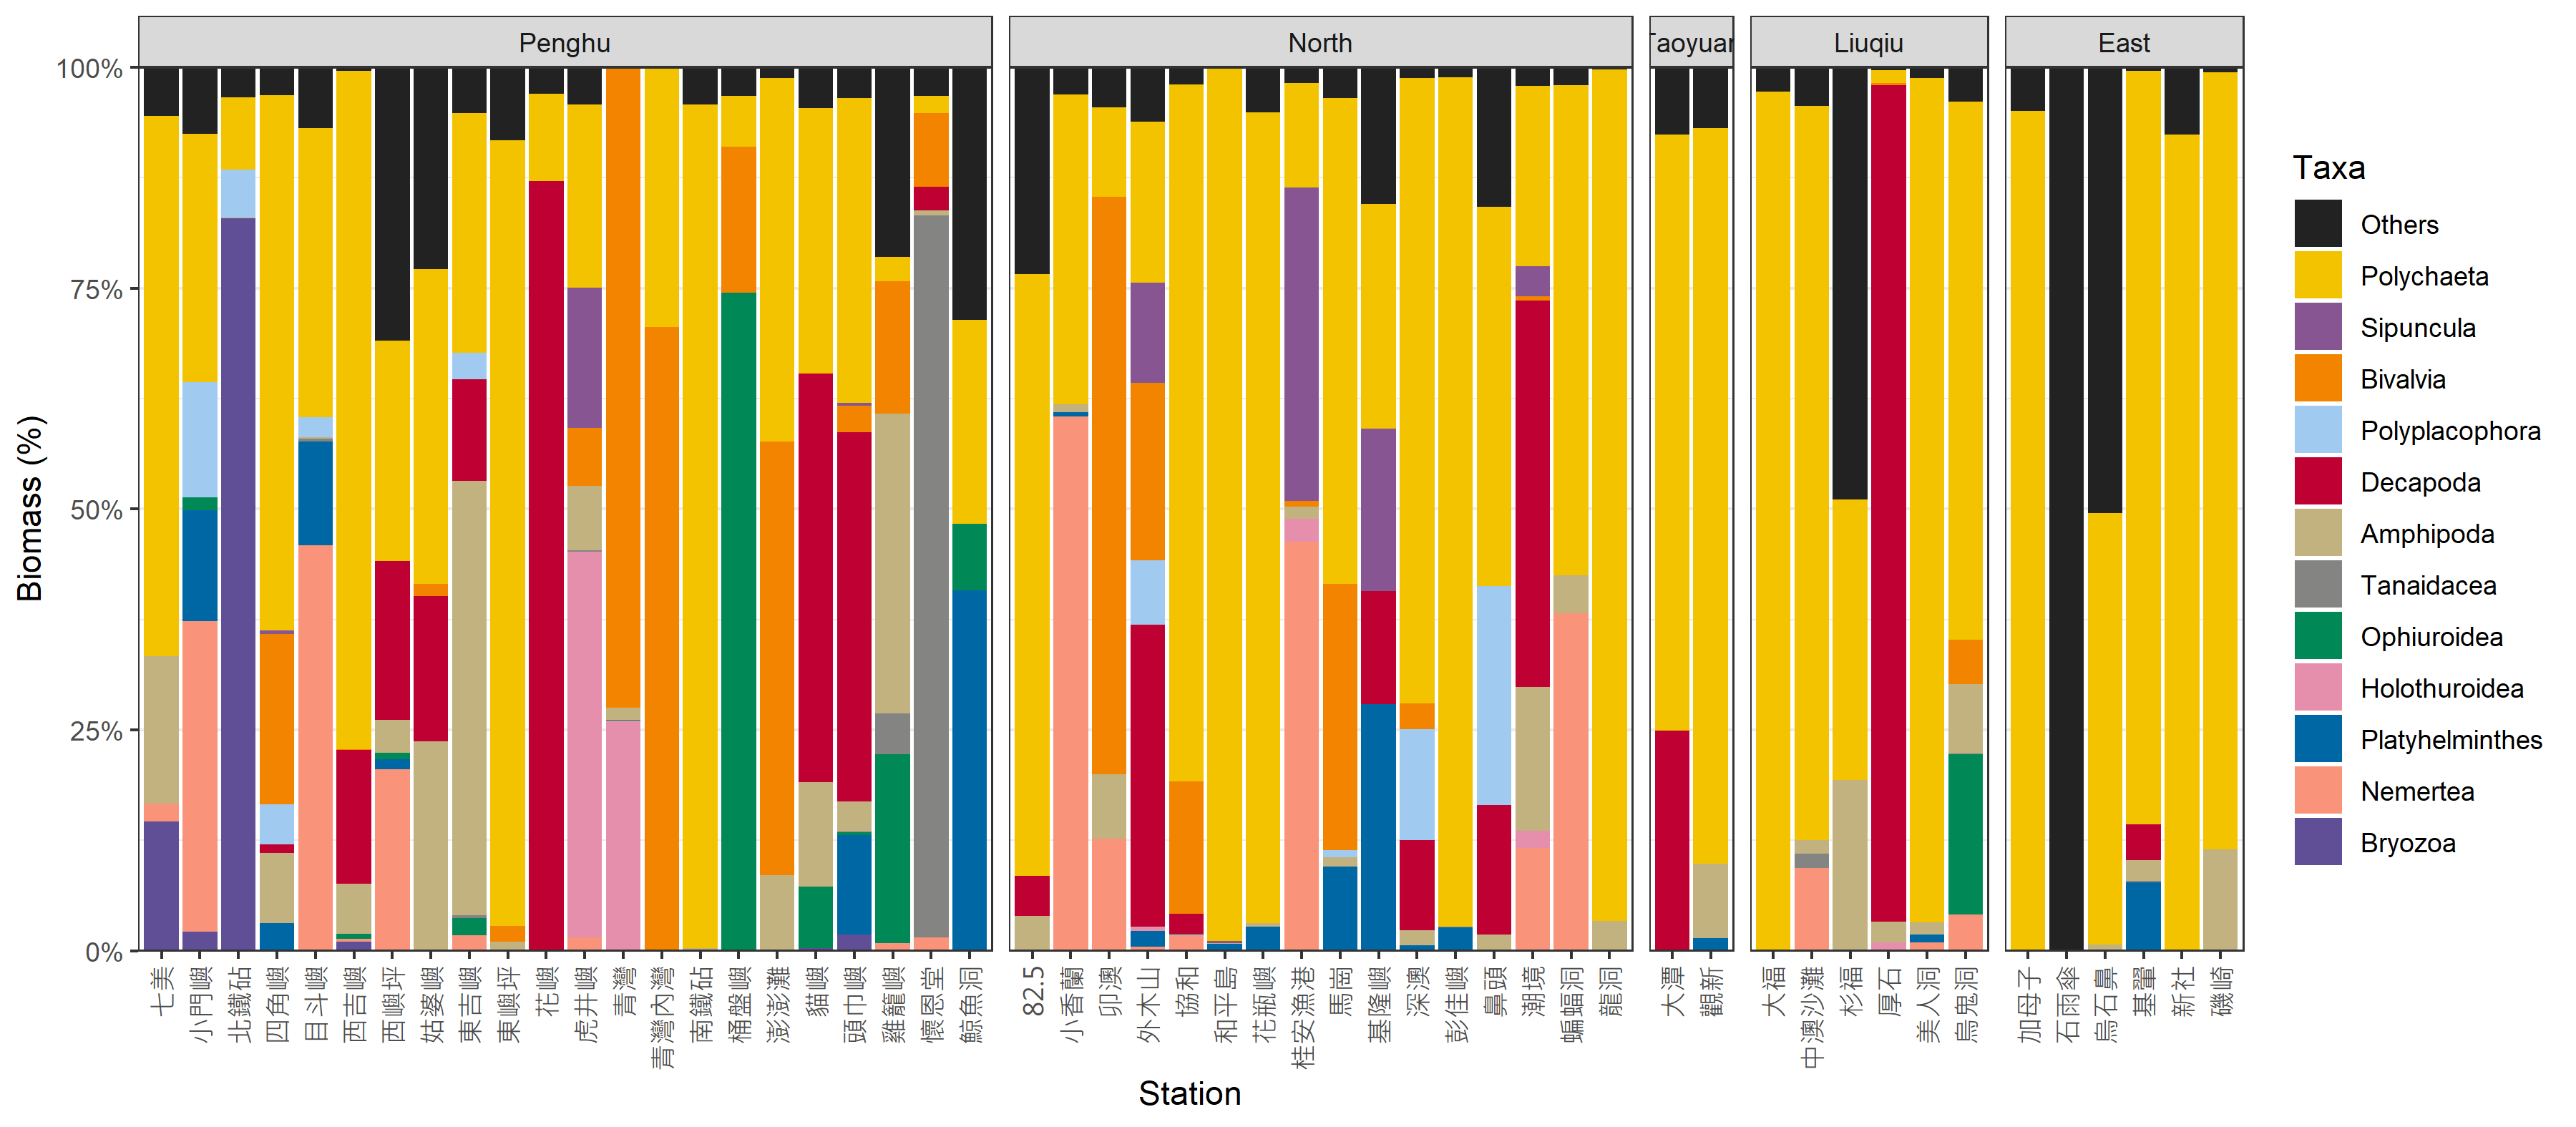 Penghu
North
Taoyuan
Liuqiu
East
Biomass (%)
100%
75%
50%
25%
0%
七美
小門嶼
北鐵砧
四角嶼
目斗嶼
西吉嶼
西嶼坪
姑婆嶼
東吉嶼
東嶼坪
花嶼
虎井嶼
青灣
青灣內灣
南鐵砧
桶盤嶼
澎澎灘
貓嶼
頭巾嶼
雞籠嶼
懷恩堂
鯨魚洞
82.5
小香蘭
卯澳
外木山
協和
和平島
花瓶嶼
桂安漁港
馬崗
基隆嶼
深澳
彭佳嶼
鼻頭
潮境
蝙蝠洞
龍洞
大潭
觀新
大福
中澳沙灘
杉福
厚石
美人洞
烏鬼洞
加母子
石雨傘
烏石鼻
基翬
新社
磯崎
Station
Taxa
Others
Polychaeta
Sipuncula
Bivalvia
Polyplacophora
Decapoda
Amphipoda
Tanaidacea
Ophiuroidea
Holothuroidea
Platyhelminthes
Nemertea
Bryozoa